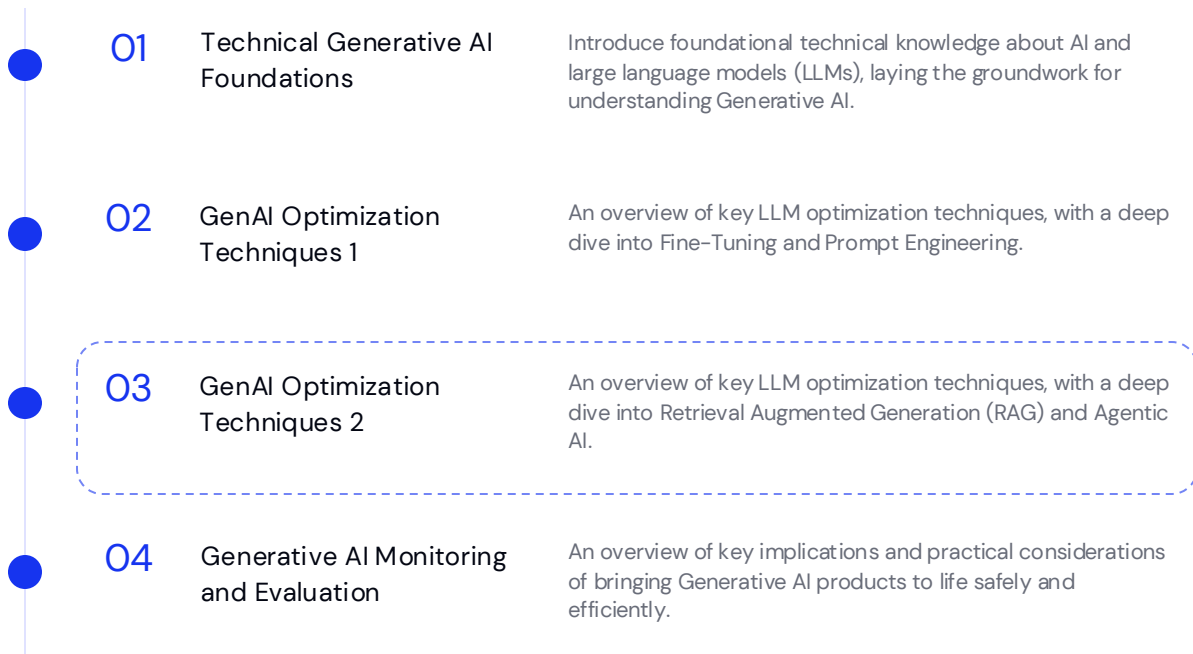 01
Technical Generative AI
Foundations
Introduce foundational technical knowledge about AI and
large language models (LLMs), laying the groundwork for
understanding Generative AI.
02
GenAI Optimization
Techniques 1
An overview of key LLM optimization techniques, with a deep
dive into Fine-Tuning and Prompt Engineering.
03
GenAI Optimization
Techniques 2
An overview of key LLM optimization techniques, with a deep
dive into Retrieval Augmented Generation (RAG) and Agentic
AI.
04
Generative AI Monitoring
and Evaluation
An overview of key implications and practical considerations
of bringing Generative AI products to life safely and
efficiently.